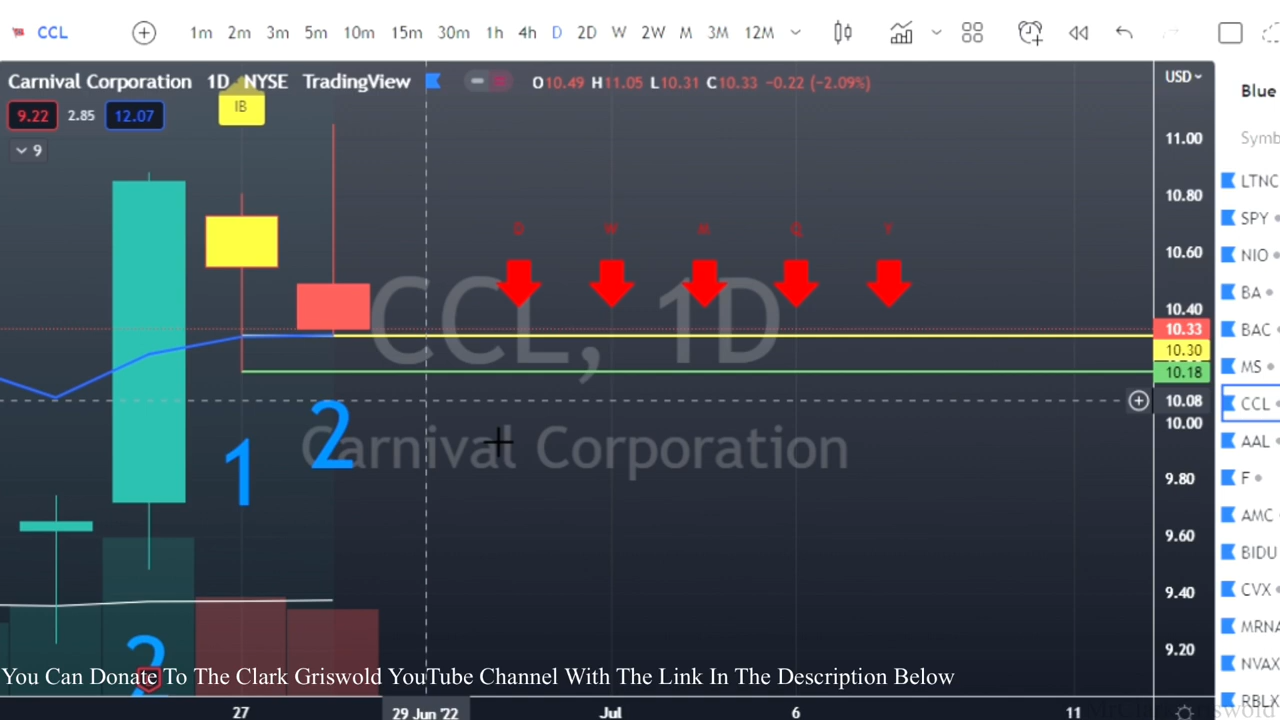 CCL 1m 2m 3m 5m 10m 15m 30m 1h 4h D 2D W 2W M 3M 12M
Carnival Corporation 1D NYSE TradingView O10.49 H11.05 L10.31 C10.33 −0.22 (−2.09%)
USD
Blue
9.22 2.85 12.07
IB
9
Symb
11.00
10.80
10.60
10.40
10.33
10.30
10.18
10.08
10.00
9.80
9.60
9.40
9.20
LTNC
SPY
NIO
BA
BAC
MS
CCL
AAL
F
AMC
BIDU
CVX
MRNA
NVAX
RBLX
D W M Q Y
CCL, 1D
Carnival Corporation
1
2
2
You Can Donate To The Clark Griswold YouTube Channel With The Link In The Description Below
27 29 Jun '22 Jul 6 11